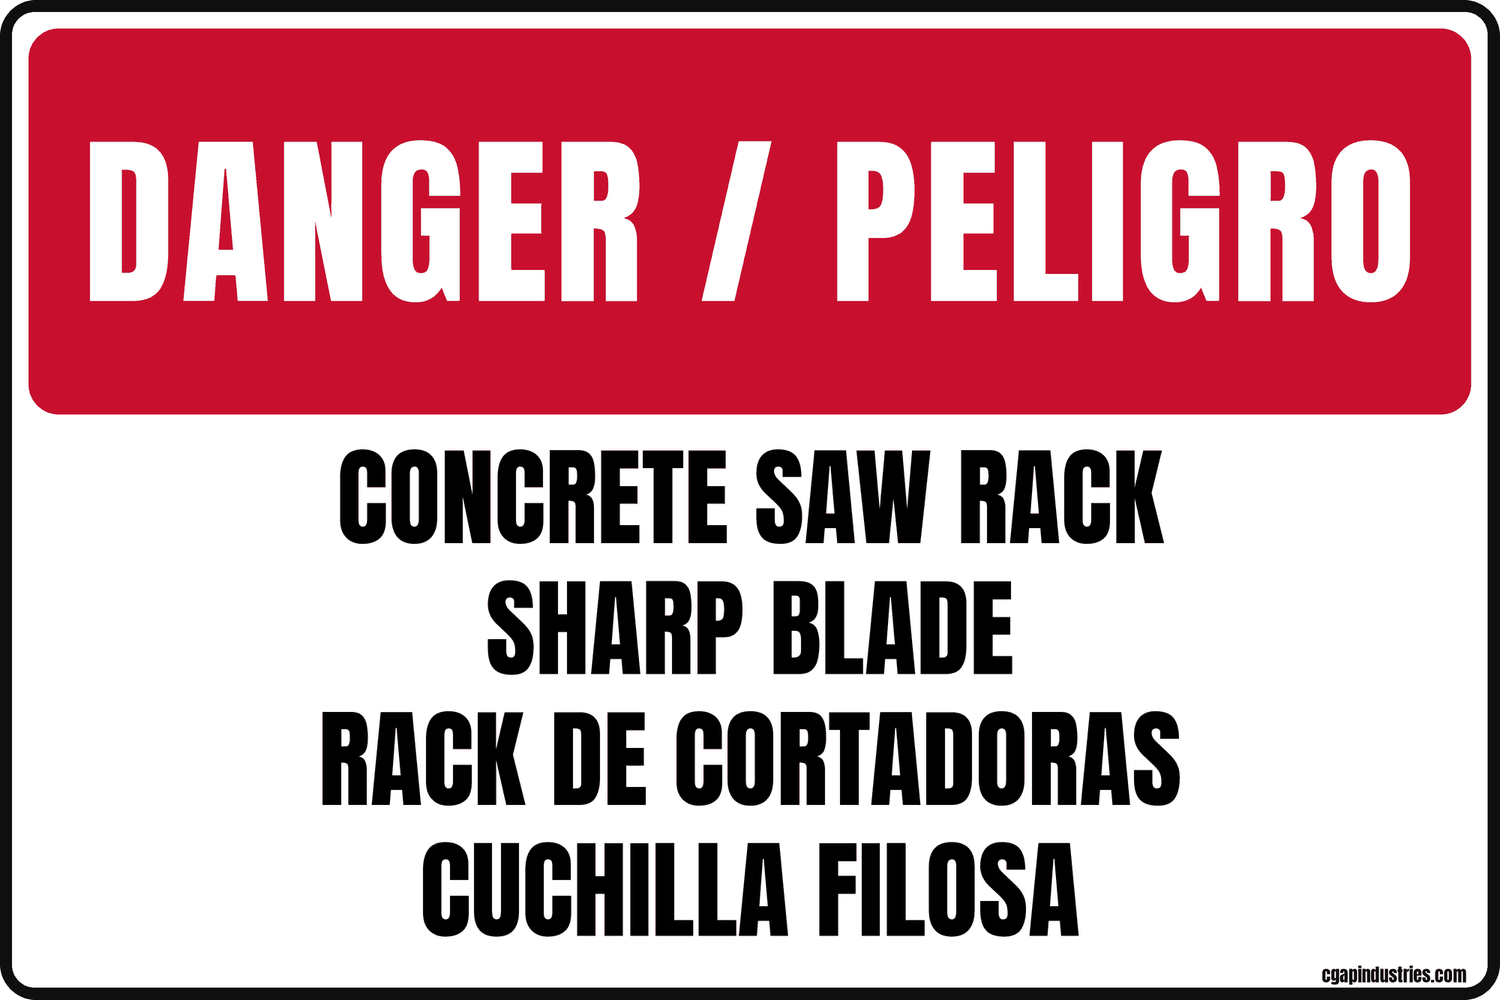 DANGER / PELIGRO
CONCRETE SAW RACK
SHARP BLADE
RACK DE CORTADORAS
CUCHILLA FILOSA
cgapindustries.com